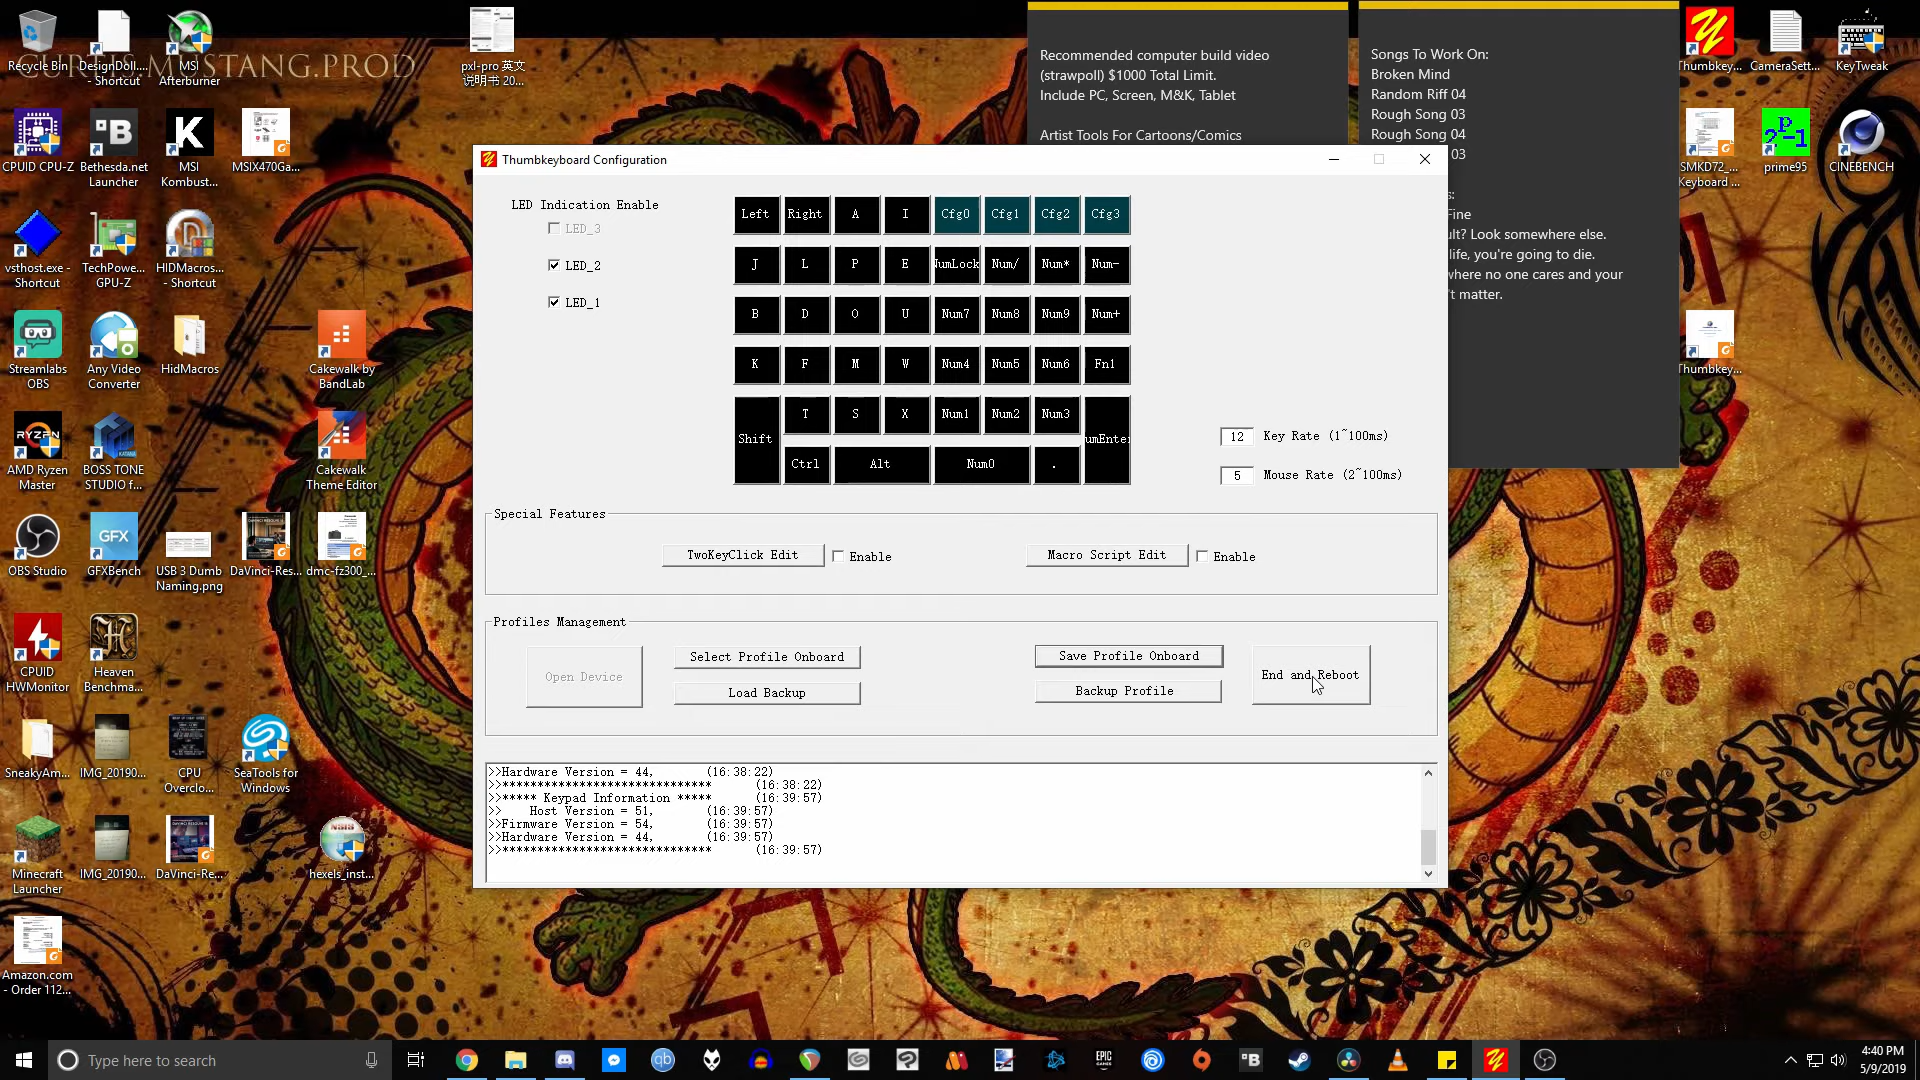 CURTIS.MUSTANG.PROD
Recycle Bin
DesignDoll....
- Shortcut
MSI
Afterburner
pxl-pro 英文
说明书 20...
CPUID CPU-Z
Bethesda.net
Launcher
MSI
Kombust...
MSIX470Ga...
vsthost.exe -
Shortcut
TechPowe...
GPU-Z
HIDMacros...
- Shortcut
Streamlabs
OBS
Any Video
Converter
HidMacros
Cakewalk by
BandLab
RYZEN
AMD Ryzen
Master
BOSS TONE
STUDIO f...
Cakewalk
Theme Editor
OBS Studio
GFX
GFXBench
USB 3 Dumb
Naming.png
DaVinci-Res...
dmc-fz300_...
CPUID
HWMonitor
Heaven
Benchma...
SneakyAm...
IMG_20190...
CPU
Overclo...
SeaTools for
Windows
Minecraft
Launcher
IMG_20190...
DaVinci-Re...
hexels_inst...
Amazon.com
- Order 112...
Recommended computer build video
(strawpoll) $1000 Total Limit.
Include PC, Screen, M&K, Tablet
Artist Tools For Cartoons/Comics
Songs To Work On:
Broken Mind
Random Riff 04
Rough Song 03
Rough Song 04
03
s:
Fine
ult? Look somewhere else.
life, you're going to die.
where no one cares and your
't matter.
Thumbkey...
CameraSett...
KeyTweak
SMKD72_...
Keyboard ...
prime95
CINEBENCH
Thumbkey...
Thumbkeyboard Configuration
LED Indication Enable
LED_3
LED_2
LED_1
Left Right A I Cfg0 Cfg1 Cfg2 Cfg3
J L P E NumLock Num/ Num* Num-
B D O U Num7 Num8 Num9 Num+
K F M W Num4 Num5 Num6 Fn1
T S X Num1 Num2 Num3
Shift umEnte
Ctrl Alt Num0 .
12 Key Rate (1~100ms)
5 Mouse Rate (2~100ms)
Special Features
TwoKeyClick Edit Enable Macro Script Edit Enable
Profiles Management
Open Device
Select Profile Onboard
Load Backup
Save Profile Onboard
Backup Profile
End and Reboot
>>Hardware Version = 44, (16:38:22)
>>****************************** (16:38:22)
>>***** Keypad Information ***** (16:39:57)
>> Host Version = 51, (16:39:57)
>>Firmware Version = 54, (16:39:57)
>>Hardware Version = 44, (16:39:57)
>>****************************** (16:39:57)
Type here to search
4:40 PM
5/9/2019